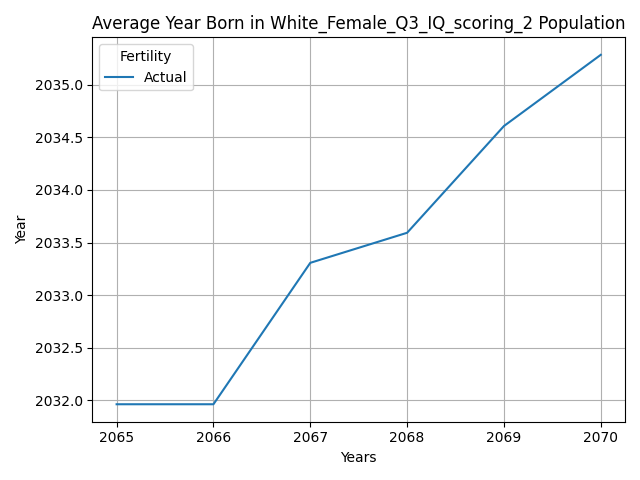 Average Year Born in White_Female_Q3_IQ_scoring_2 Population
Fertility
Actual
2035.0
2034.5
2034.0
2033.5
2033.0
2032.5
2032.0
Year
2065 2066 2067 2068 2069 2070
Years